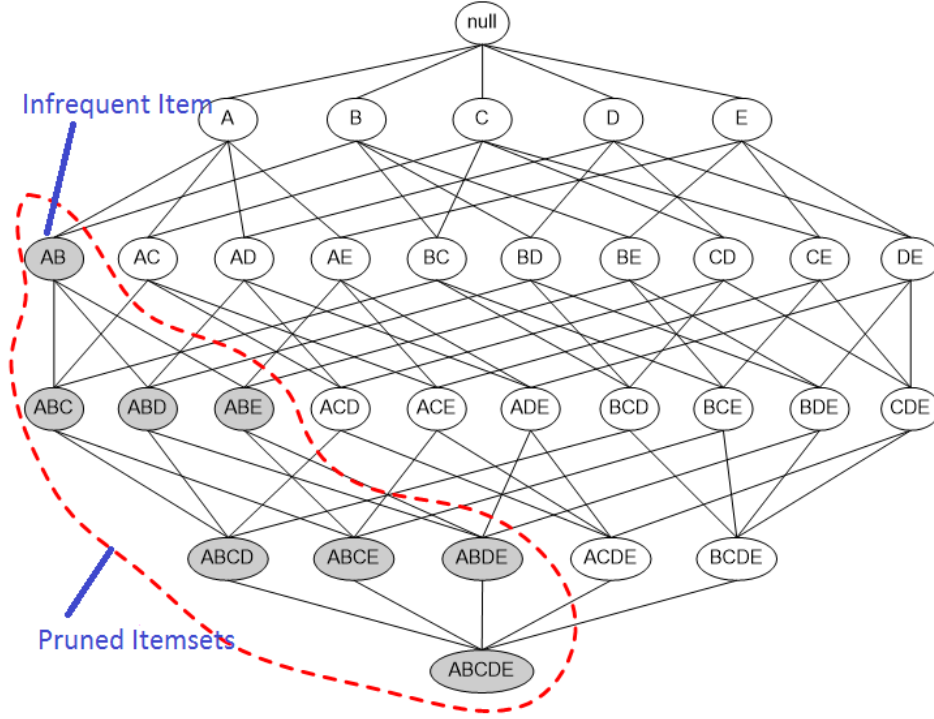 null
Infrequent Item
A B C D E
AB AC AD AE BC BD BE CD CE DE
ABC ABD ABE ACD ACE ADE BCD BCE BDE CDE
ABCD ABCE ABDE ACDE BCDE
Pruned Itemsets
ABCDE